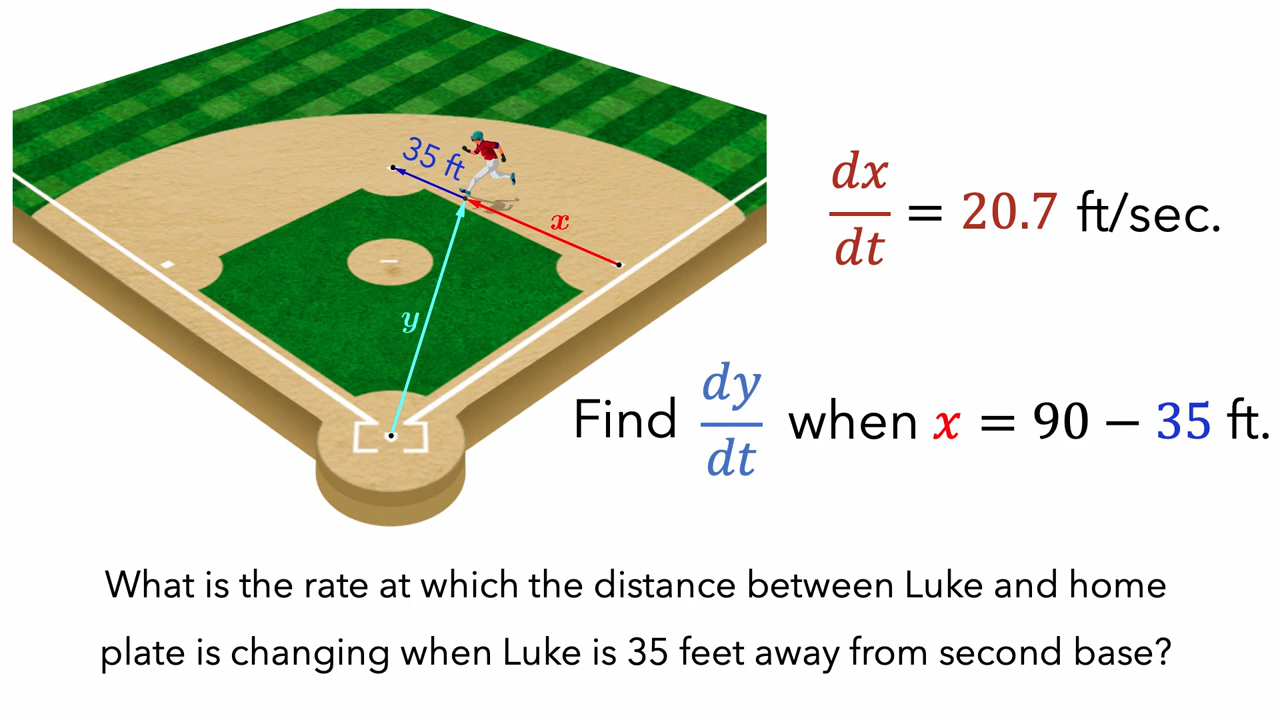 35 ft
x
y
dx/dt = 20.7 ft/sec.
Find dy/dt when x = 90 − 35 ft.
What is the rate at which the distance between Luke and home
plate is changing when Luke is 35 feet away from second base?